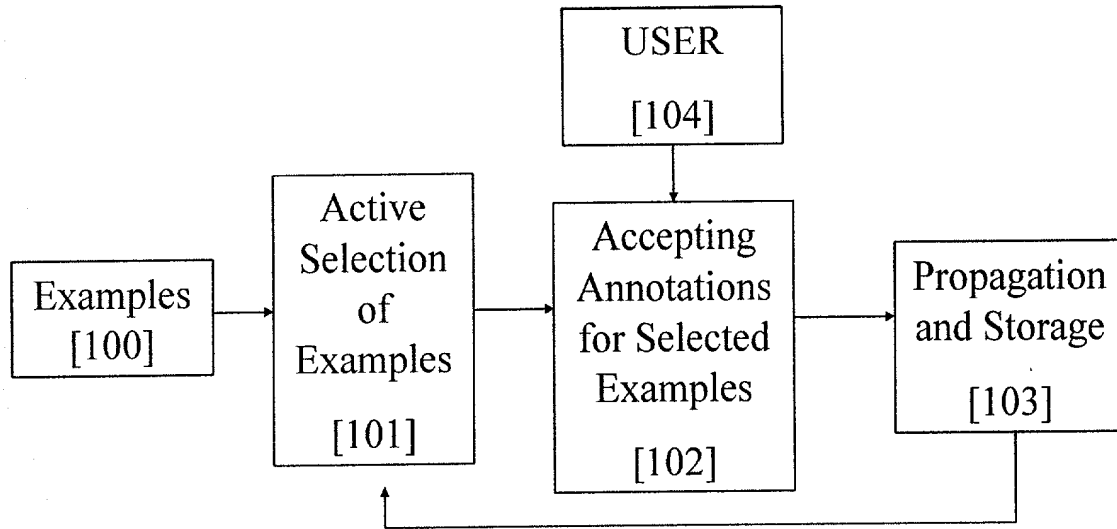 USER
[104]
Active
Selection
of
Examples
[101]
Accepting
Annotations
for Selected
Examples
[102]
Examples
[100]
Propagation
and Storage
[103]